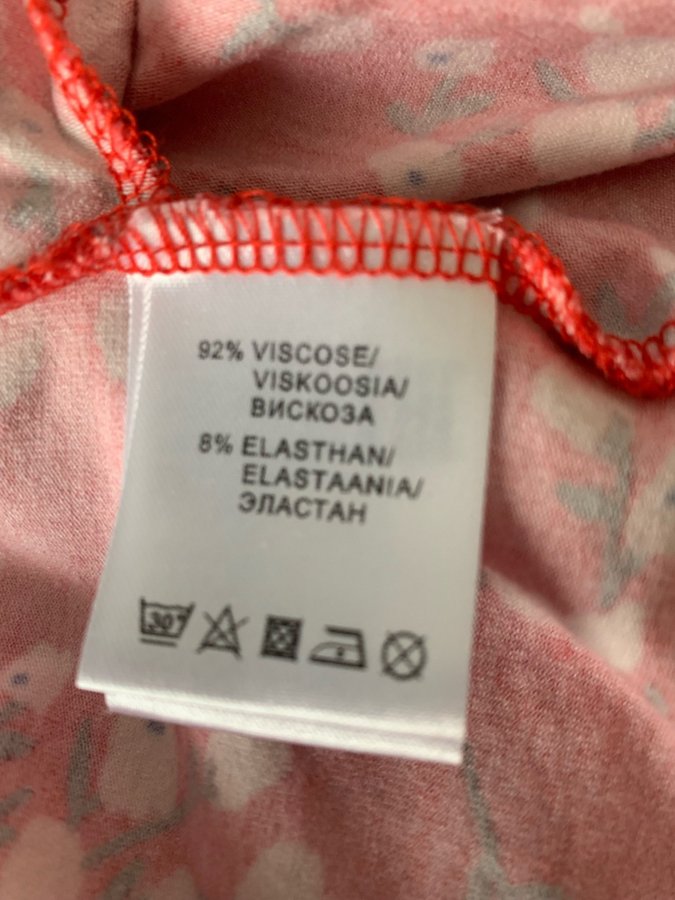 92% VISCOSE/
VISKOOSIA/
ВИСКОЗА
8% ELASTHAN/
ELASTAANIA/
ЭЛАСТАН
30°